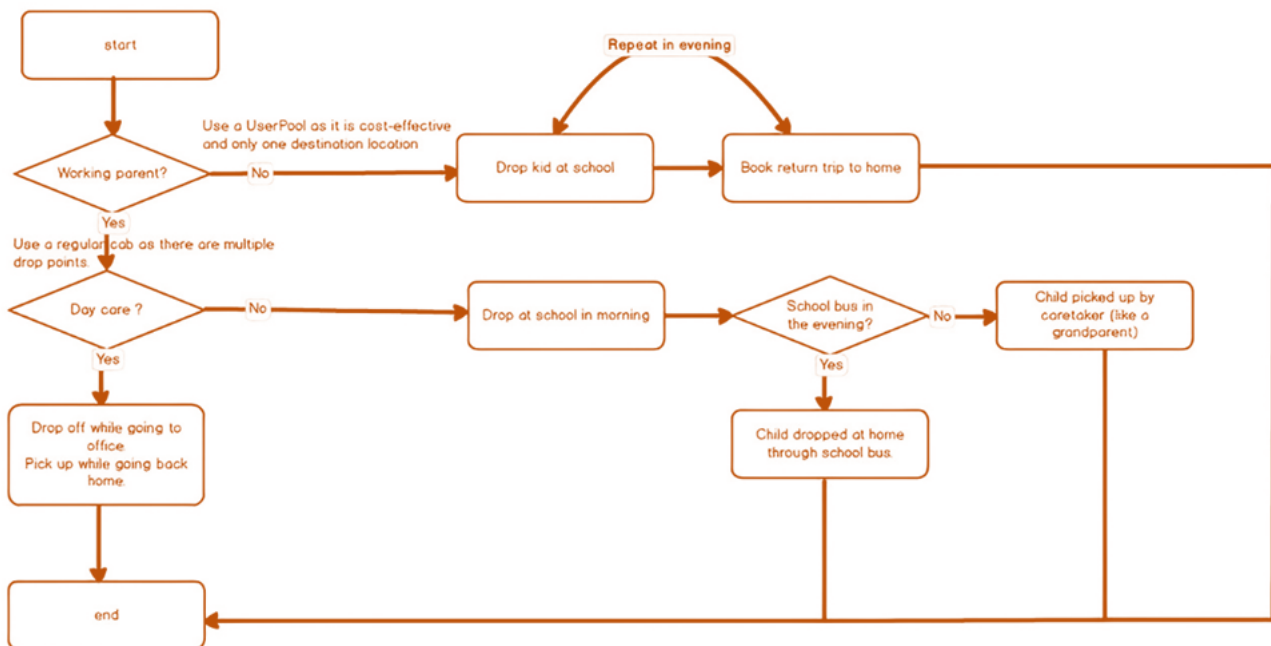 start
Repeat in evening
Use a UserPool as it is cost-effective
and only one destination location
Working parent?
No
Drop kid at school
Book return trip to home
Yes
Use a regular cab as there are multiple
drop points.
Day care ?
No
Drop at school in morning
School bus in
the evening?
No
Child picked up by
caretaker (like a
grandparent)
Yes
Yes
Drop off while going to
office
Pick up while going back
home.
Child dropped at home
through school bus.
end